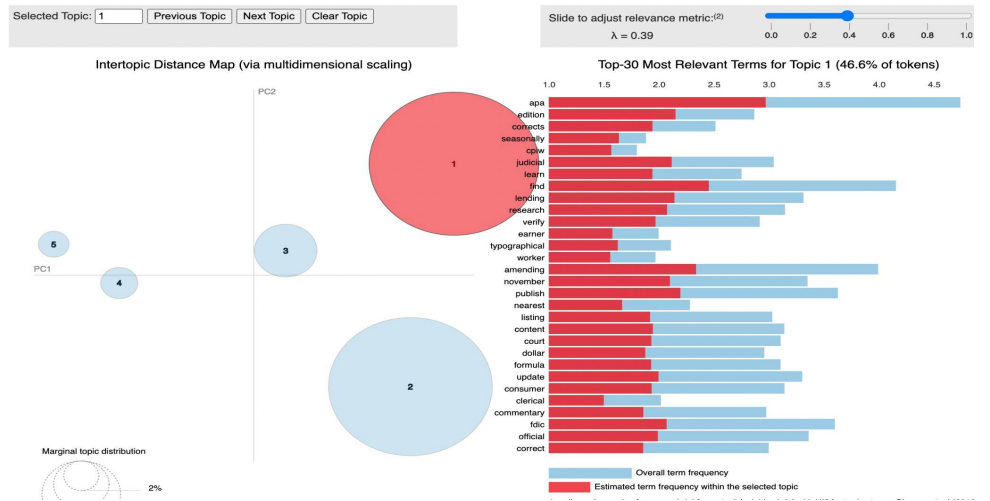 Selected Topic: 1 Previous Topic Next Topic Clear Topic
Slide to adjust relevance metric:(2)
λ = 0.39
0.0 0.2 0.4 0.6 0.8 1.0
Intertopic Distance Map (via multidimensional scaling)
PC2
PC1
1
2
3
4
5
Marginal topic distribution
2%
Top-30 Most Relevant Terms for Topic 1 (46.6% of tokens)
1.0 1.5 2.0 2.5 3.0 3.5 4.0 4.5
apa
edition
corrects
seasonally
cpiw
judicial
learn
find
lending
research
verify
earner
typographical
worker
amending
november
publish
nearest
listing
content
court
dollar
formula
update
consumer
clerical
commentary
fdic
official
correct
Overall term frequency
Estimated term frequency within the selected topic